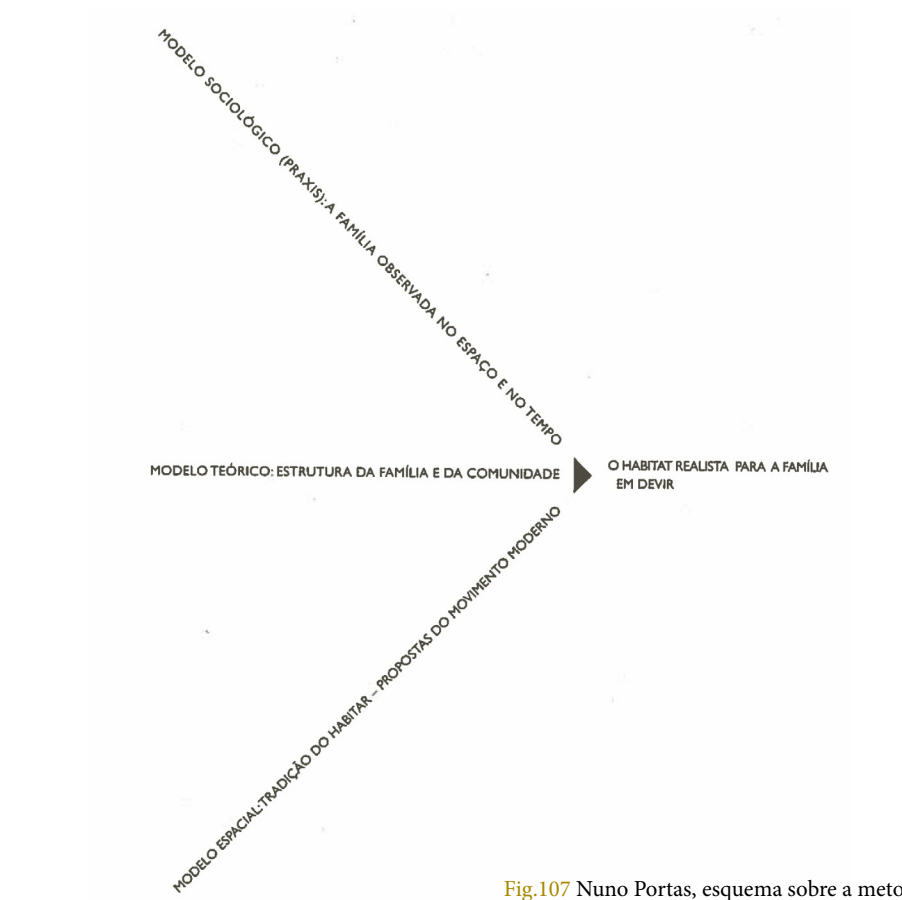 MODELO SOCIOLÓGICO (PRAXIS): A FAMÍLIA OBSERVADA NO ESPAÇO E NO TEMPO
MODELO TEÓRICO: ESTRUTURA DA FAMÍLIA E DA COMUNIDADE
O HABITAT REALISTA PARA A FAMÍLIA
EM DEVIR
MODELO ESPACIAL: TRADIÇÃO DO HABITAR – PROPOSTAS DO MOVIMENTO MODERNO
Fig.107 Nuno Portas, esquema sobre a meto